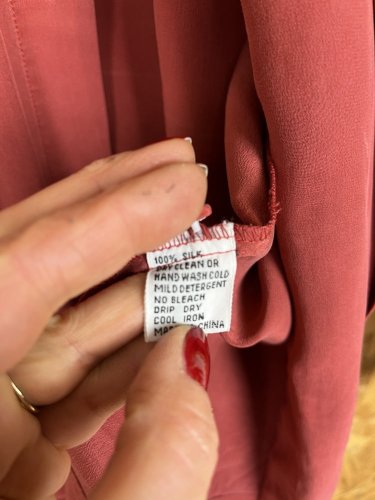 100% SILK
DRY CLEAN OR
HAND WASH COLD
MILD DETERGENT
NO BLEACH
DRIP DRY
COOL IRON
MADE IN CHINA